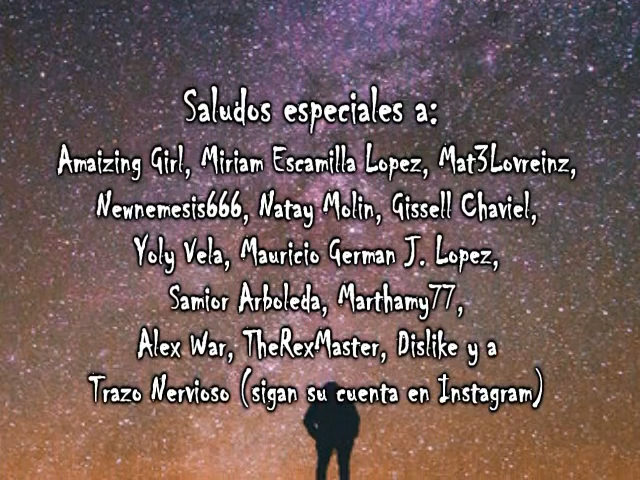 Saludos especiales a:
Amaizing Girl, Miriam Escamilla Lopez, Mat3Lovreinz,
Newnemesis666, Natay Molin, Gissell Chaviel,
Yoly Vela, Mauricio German J. Lopez,
Samior Arboleda, Marthamy77,
Alex War, TheRexMaster, Dislike y a
Trazo Nervioso (sigan su cuenta en Instagram)